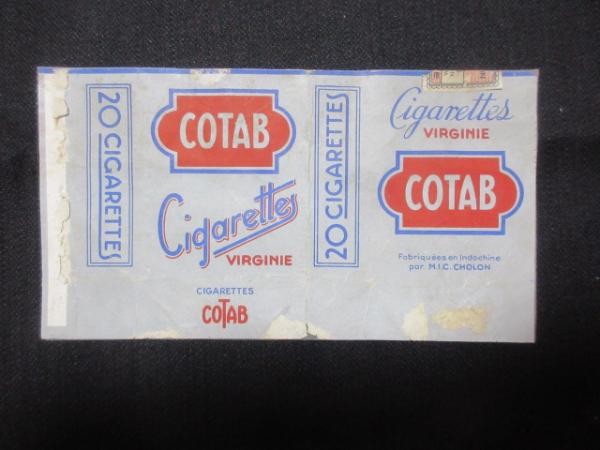 20 CIGARETTES
COTAB
Cigarettes
VIRGINIE
CIGARETTES
COTAB
20 CIGARETTES
Cigarettes
VIRGINIE
COTAB
Fabriquées en Indochine
par M.I.C. CHOLON